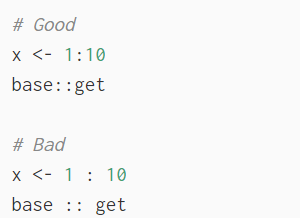 # Good
x <- 1:10
base::get

# Bad
x <- 1 : 10
base :: get